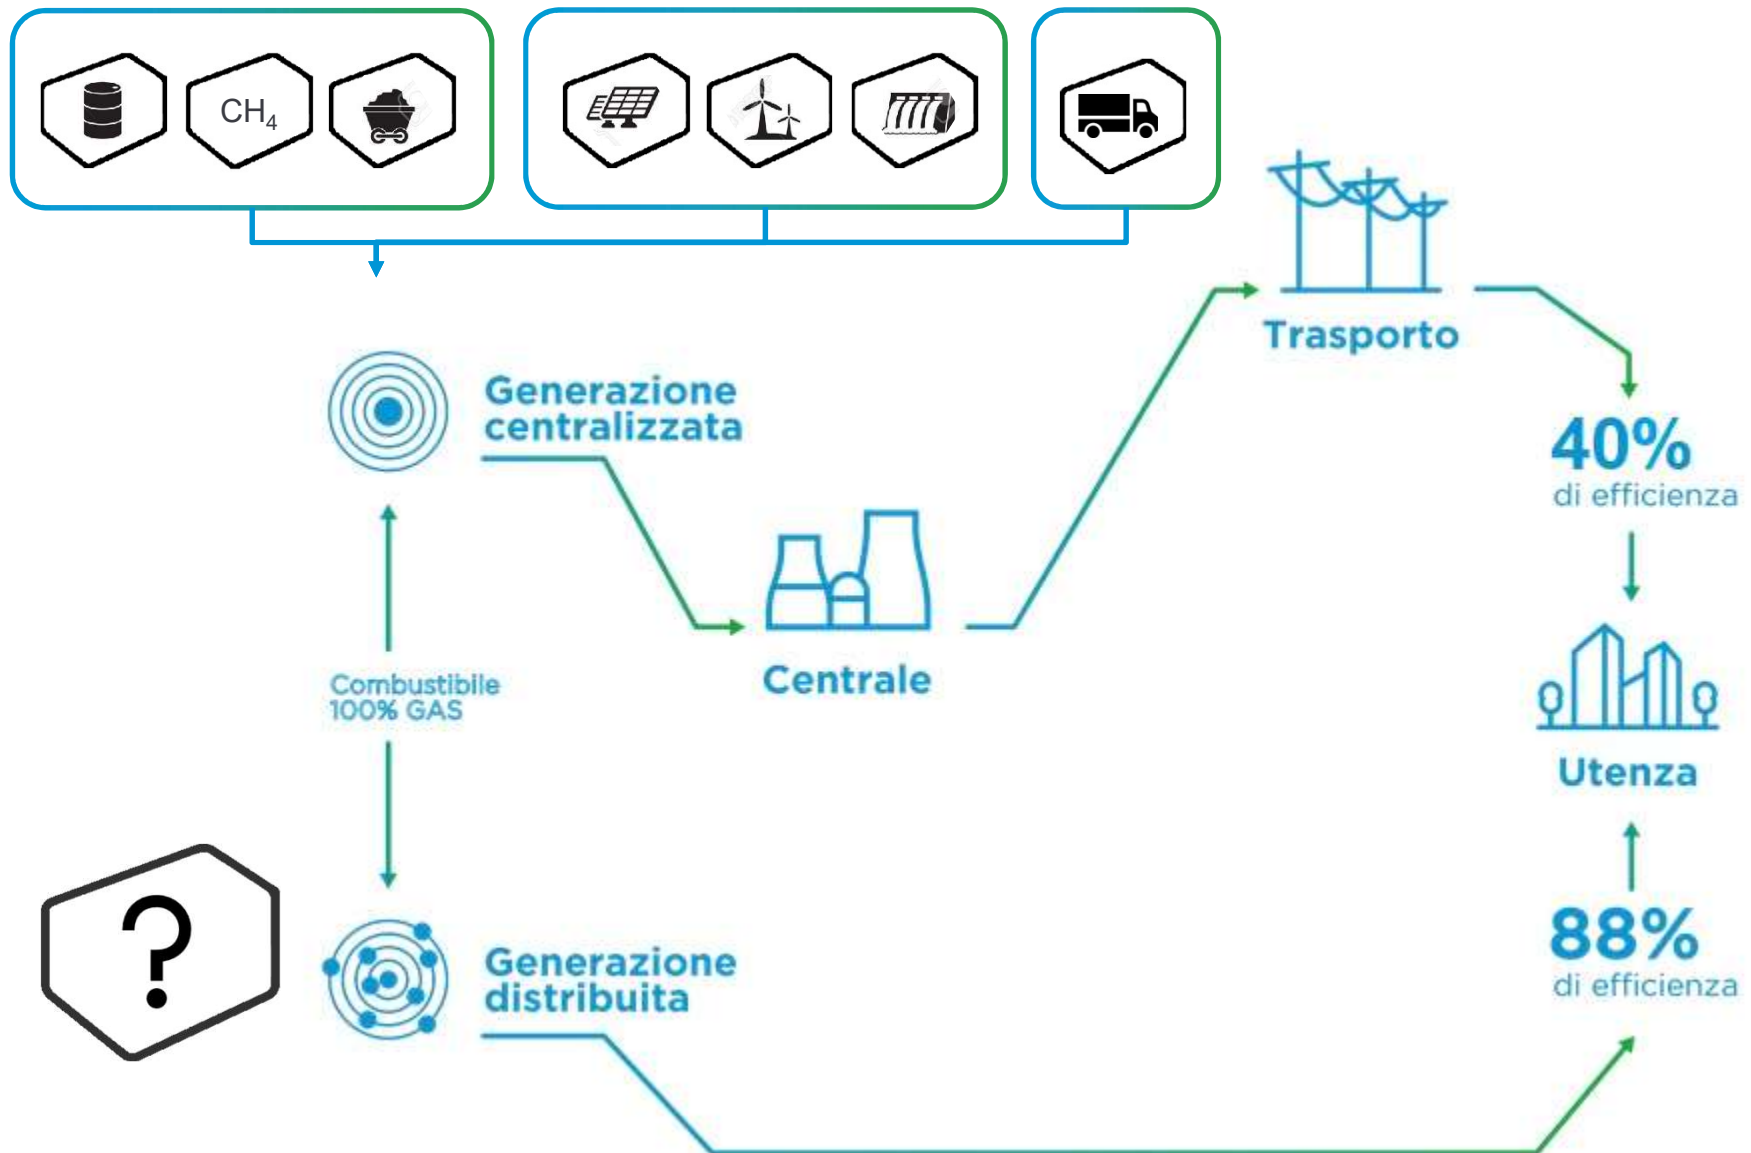 CH₄
Trasporto
Generazione
centralizzata
40%
di efficienza
Centrale
Combustibile
100% GAS
Utenza
?
Generazione
distribuita
88%
di efficienza